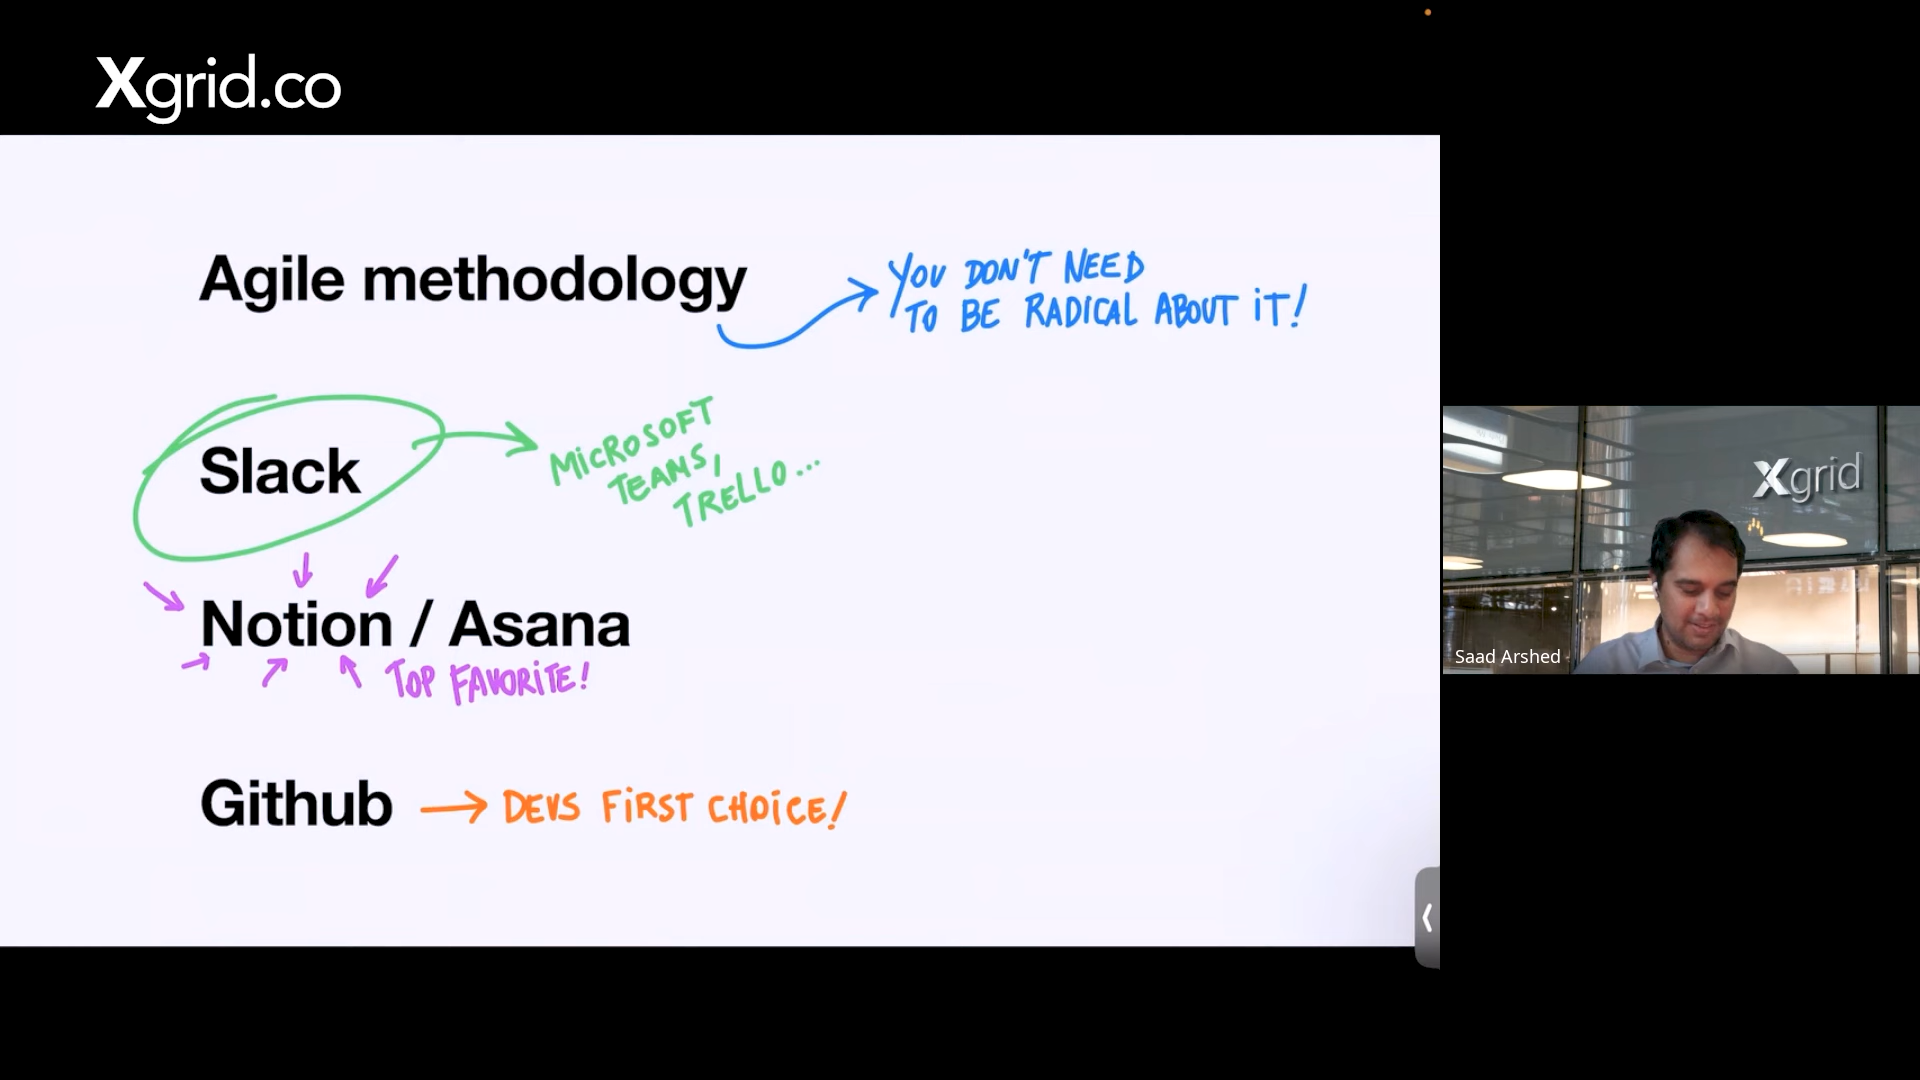 Xgrid.co
Agile methodology
YOU DON'T NEED
TO BE RADICAL ABOUT IT!
Slack
MICROSOFT
TEAMS,
TRELLO...
Notion / Asana
TOP FAVORITE!
Github
DEVS FIRST CHOICE!
Xgrid
Saad Arshed